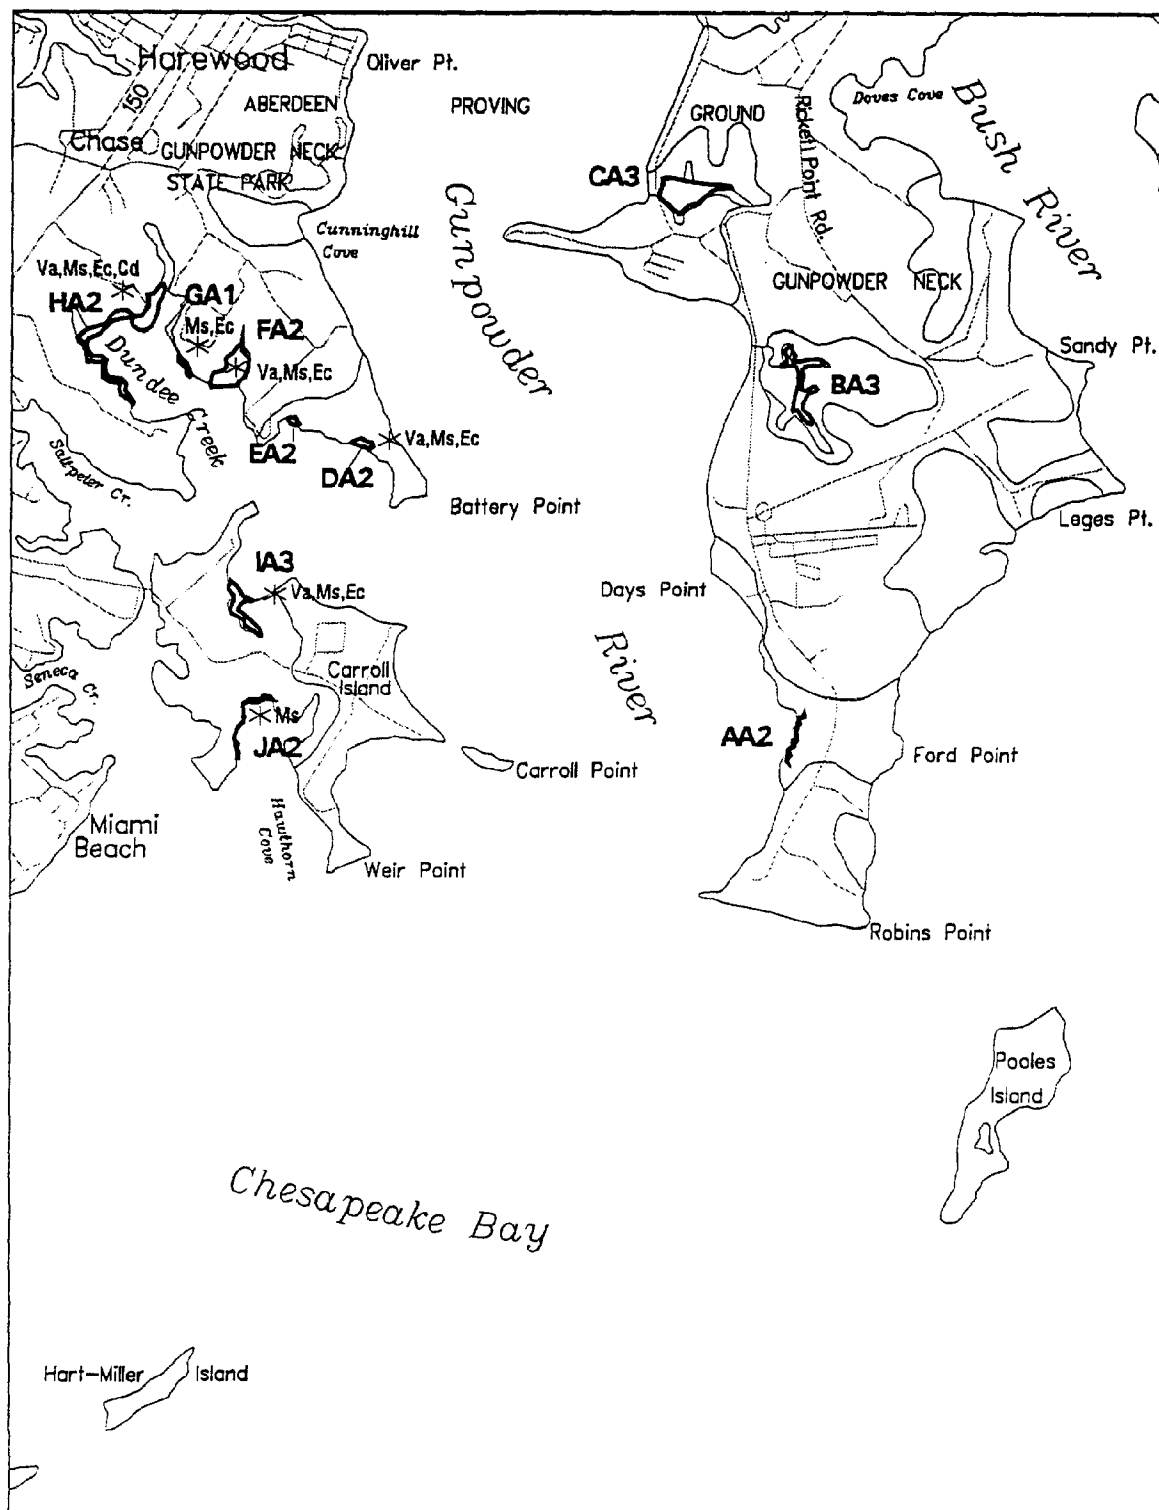 Harewood
Oliver Pt.
150
ABERDEEN
PROVING
GROUND
Chase
GUNPOWDER NECK
STATE PARK
Doves Cove
Bush River
Rickett Point Rd.
CA3
Gunpowder
River
Cunninghill
Cove
GUNPOWDER NECK
Va,Ms,Ec,Cd
HA2
GA1
Ms,Ec
FA2
Va,Ms,Ec
Dundee Creek
Sandy Pt.
BA3
EA2
DA2
Va,Ms,Ec
Saltpeter Cr.
Battery Point
Leges Pt.
IA3
Va,Ms,Ec
Days Point
Seneca
Cr.
Carroll
Island
Ms
JA2
AA2
Ford Point
Carroll Point
Miami
Beach
Hawthorn
Cove
Weir Point
Robins Point
Pooles
Island
Chesapeake Bay
Hart-Miller Island